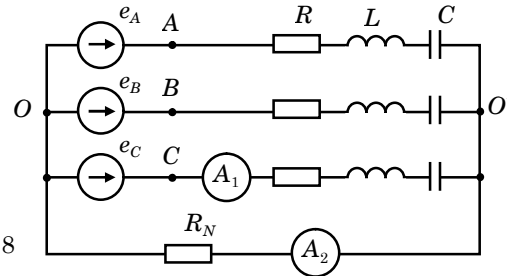 e_A A R L C
e_B B
O O
e_C C A_1
8 R_N A_2